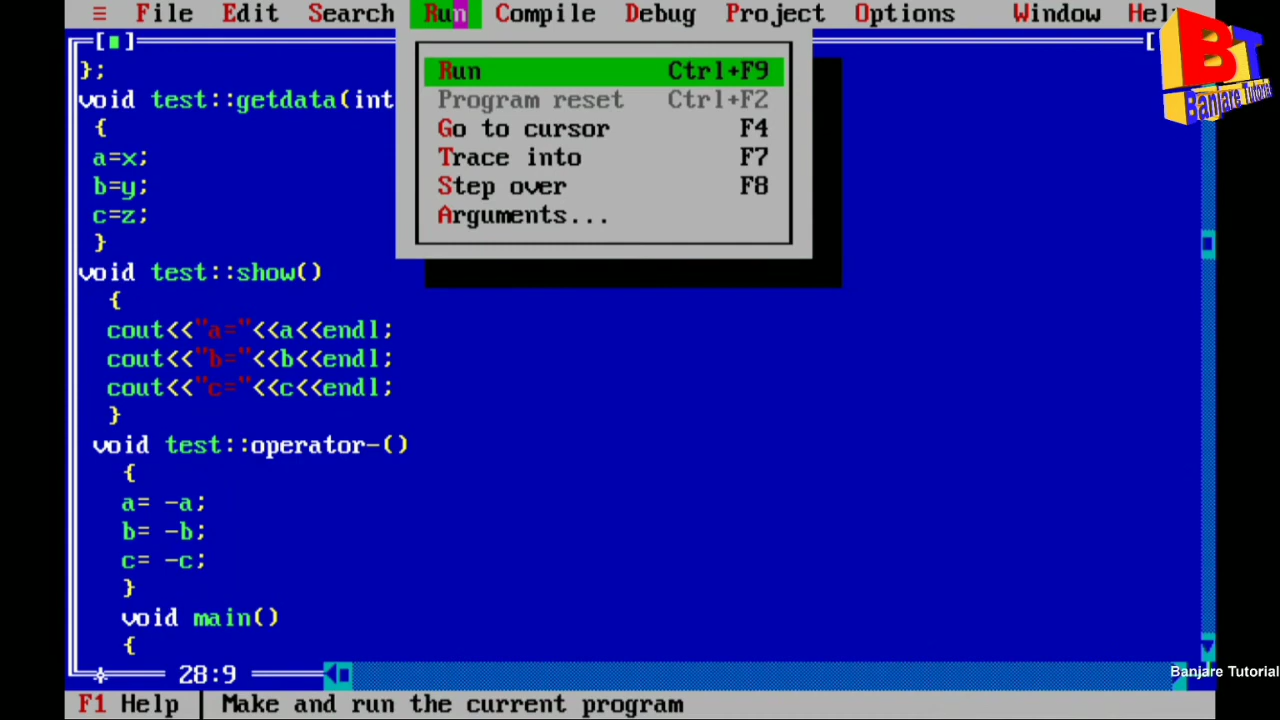 ≡ File Edit Search Run Compile Debug Project Options Window Help
[■] [
};
void test::getdata(int
{
a=x;
b=y;
c=z;
}
void test::show()
{
cout<<"a="<<a<<endl;
cout<<"b="<<b<<endl;
cout<<"c="<<c<<endl;
}
void test::operator-()
{
a= -a;
b= -b;
c= -c;
}
void main()
{
Run Ctrl+F9
Program reset Ctrl+F2
Go to cursor F4
Trace into F7
Step over F8
Arguments...
BT
Banjare Tutorial
28:9
Banjare Tutorial
F1 Help │ Make and run the current program